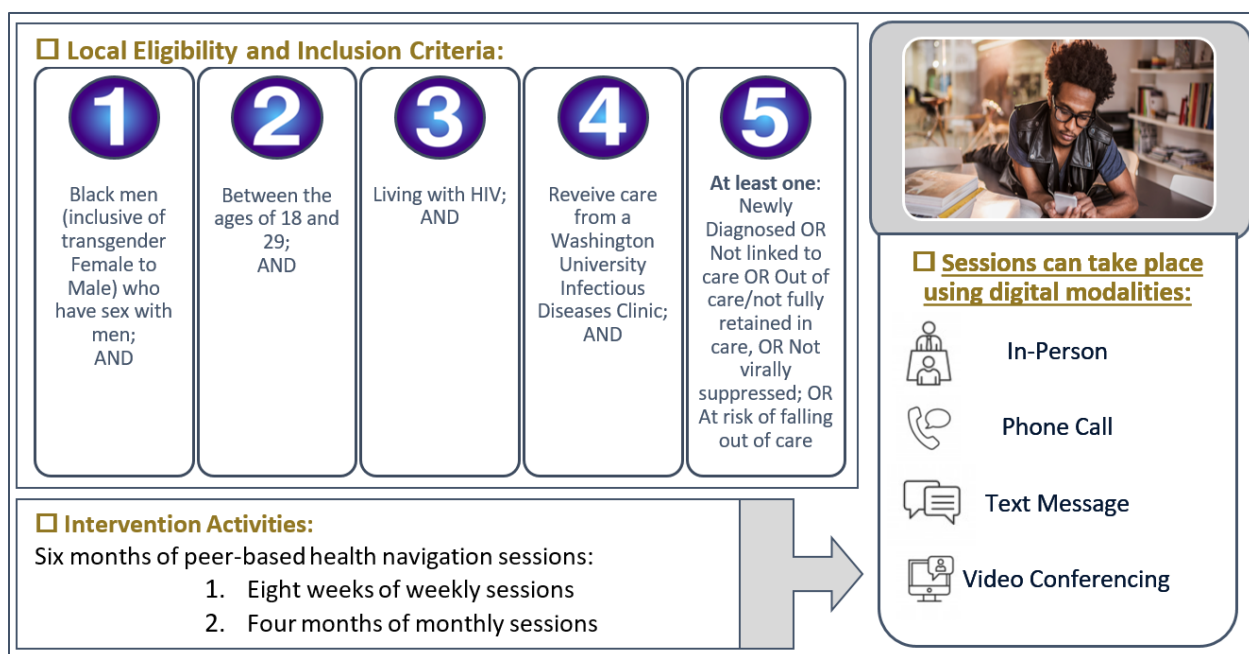 ☐ Local Eligibility and Inclusion Criteria:
1
Black men
(inclusive of
transgender
Female to
Male) who
have sex with
men;
AND
2
Between the
ages of 18 and
29;
AND
3
Living with HIV;
AND
4
Reveive care
from a
Washington
University
Infectious
Diseases Clinic;
AND
5
At least one:
Newly
Diagnosed OR
Not linked to
care OR Out of
care/not fully
retained in
care, OR Not
virally
suppressed; OR
At risk of falling
out of care
☐ Intervention Activities:
Six months of peer-based health navigation sessions:
1. Eight weeks of weekly sessions
2. Four months of monthly sessions
☐ Sessions can take place
using digital modalities:
In-Person
Phone Call
Text Message
Video Conferencing